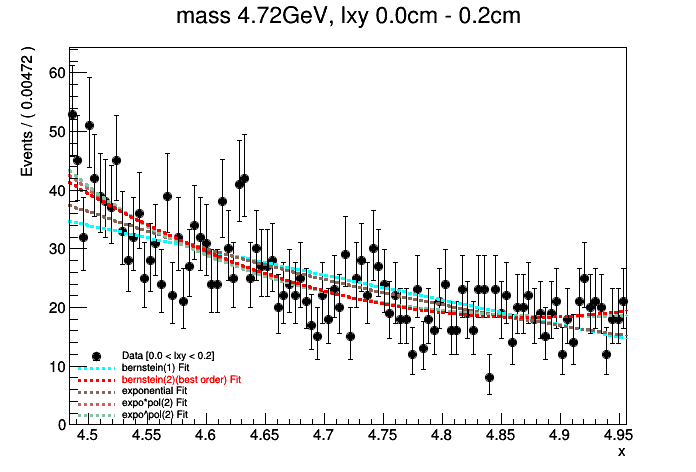 mass 4.72GeV, lxy 0.0cm - 0.2cm
Events / ( 0.00472 )
60
50
40
30
20
10
0
Data [0.0 < lxy < 0.2]
bernstein(1) Fit
bernstein(2)(best order) Fit
exponential Fit
expo*pol(2) Fit
expo^pol(2) Fit
4.5 4.55 4.6 4.65 4.7 4.75 4.8 4.85 4.9 4.95
x